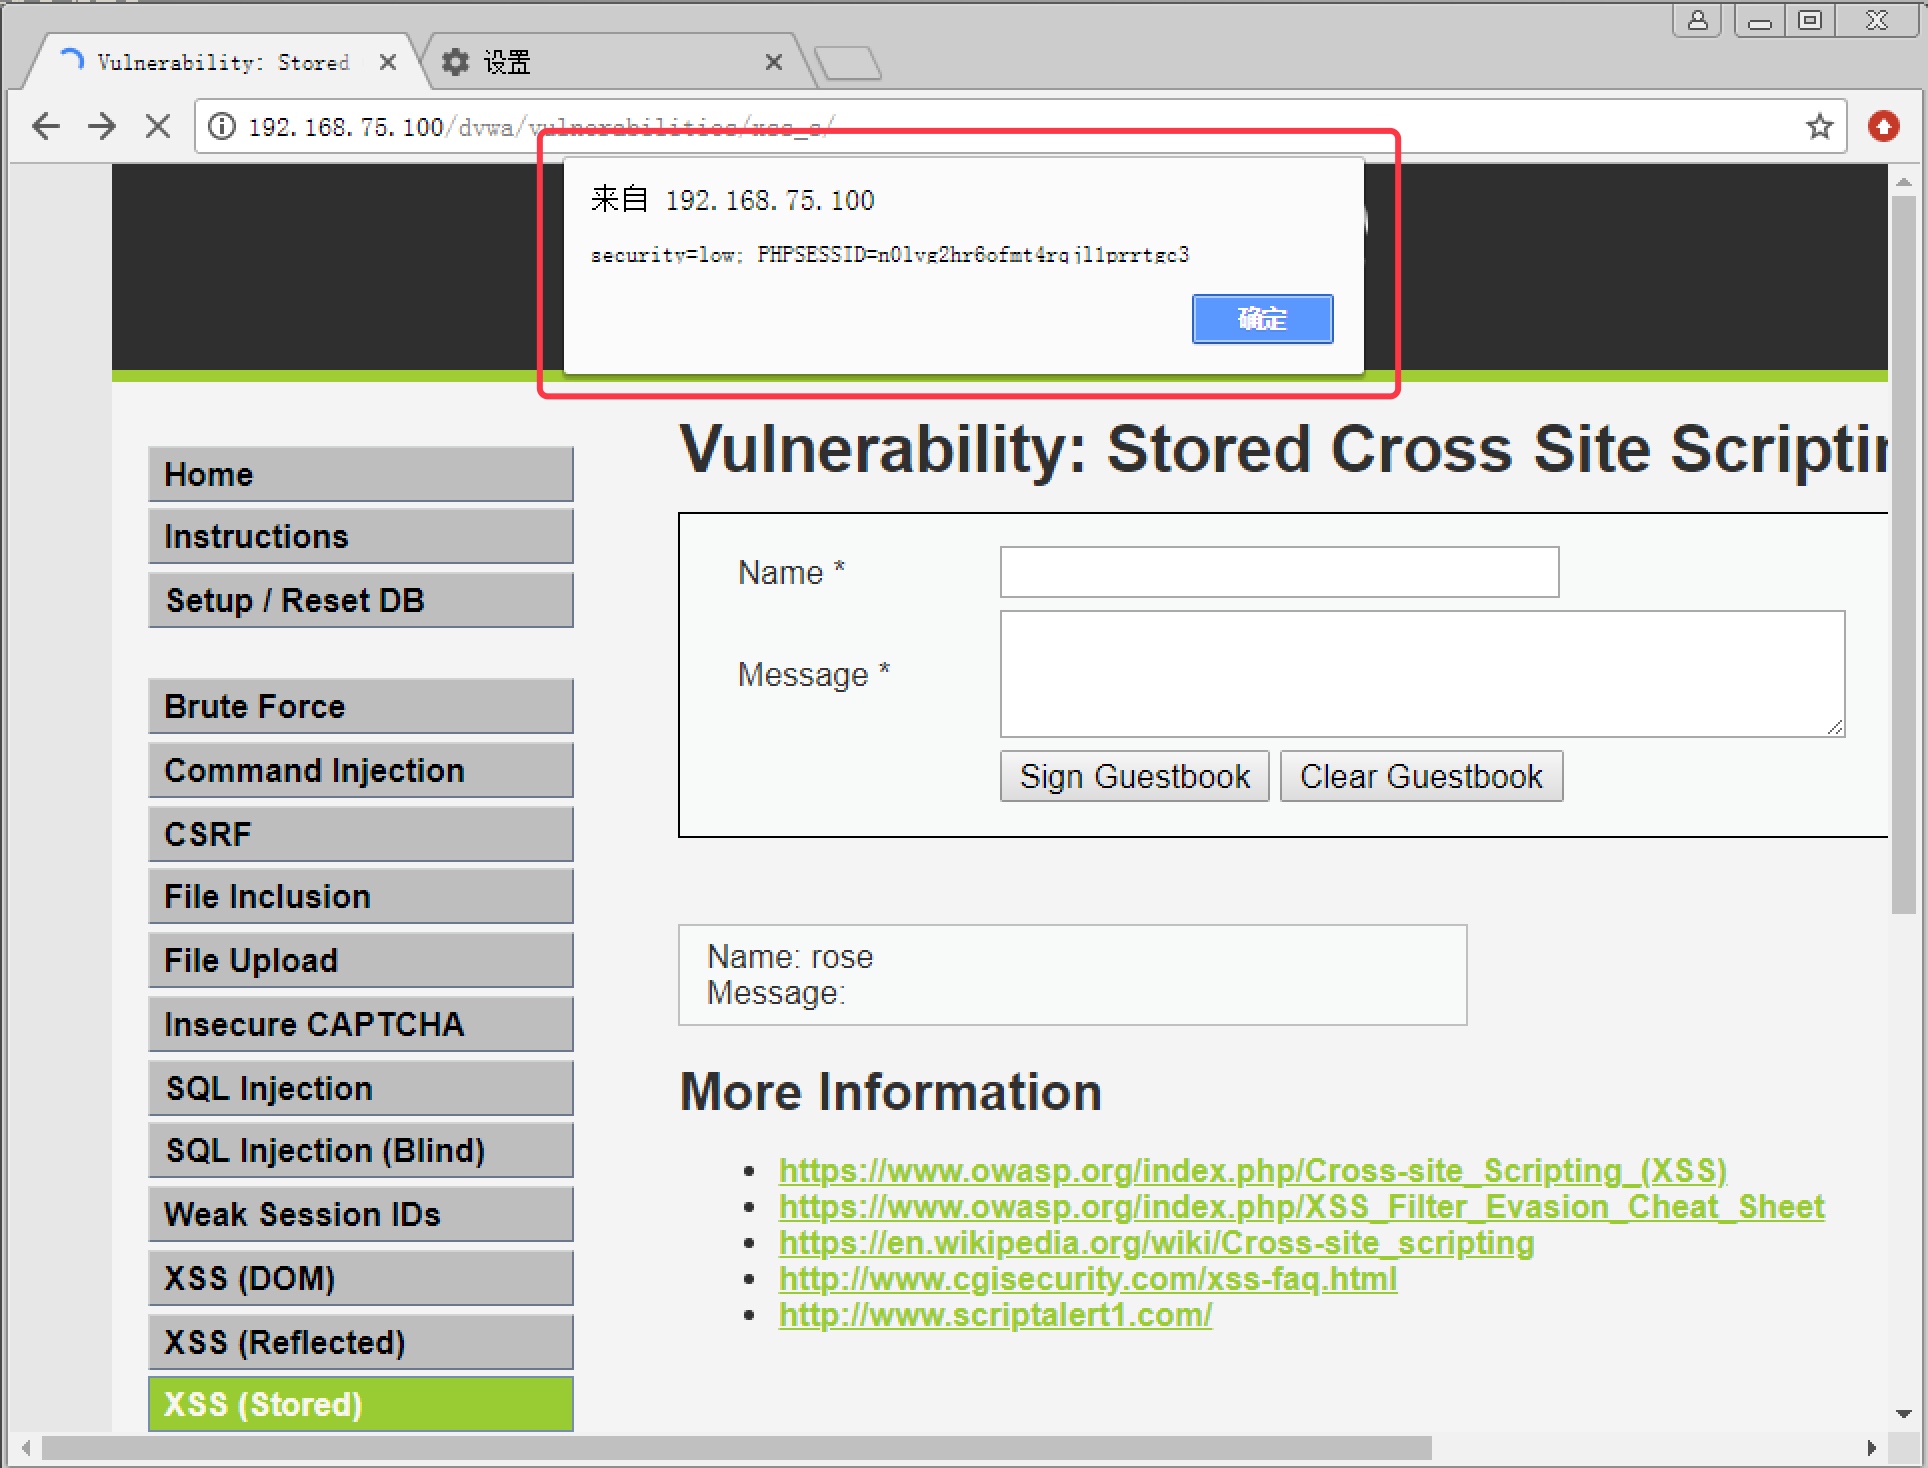 Vulnerability: Stored
设置
192.168.75.100/dvwa/vulnerabilities/xss_s/
来自 192.168.75.100
security=low; PHPSESSID=n0lvg2hr6ofmt4rqjl1prrtgc3
确定
Home
Instructions
Setup / Reset DB
Brute Force
Command Injection
CSRF
File Inclusion
File Upload
Insecure CAPTCHA
SQL Injection
SQL Injection (Blind)
Weak Session IDs
XSS (DOM)
XSS (Reflected)
XSS (Stored)
Vulnerability: Stored Cross Site Scriptin
Name *
Message *
Sign Guestbook
Clear Guestbook
Name: rose
Message:
More Information
https://www.owasp.org/index.php/Cross-site_Scripting_(XSS)
https://www.owasp.org/index.php/XSS_Filter_Evasion_Cheat_Sheet
https://en.wikipedia.org/wiki/Cross-site_scripting
http://www.cgisecurity.com/xss-faq.html
http://www.scriptalert1.com/